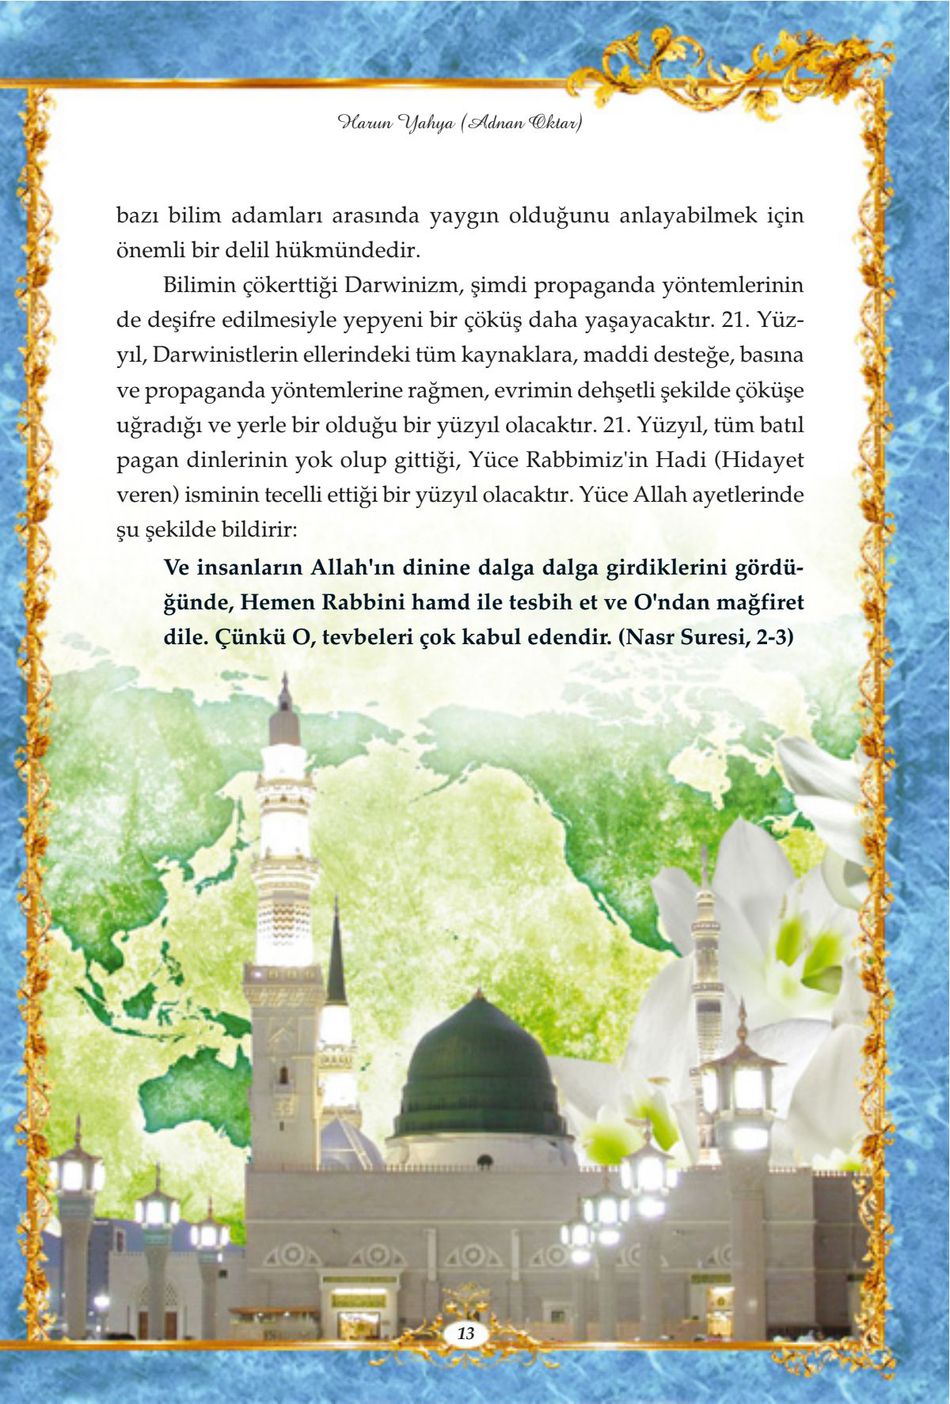 Harun Yahya (Adnan Oktar)
bazı bilim adamları arasında yaygın olduğunu anlayabilmek için
önemli bir delil hükmündedir.
Bilimin çökerttiği Darwinizm, şimdi propaganda yöntemlerinin
de deşifre edilmesiyle yepyeni bir çöküş daha yaşayacaktır. 21. Yüz-
yıl, Darwinistlerin ellerindeki tüm kaynaklara, maddi desteğe, basına
ve propaganda yöntemlerine rağmen, evrimin dehşetli şekilde çöküşe
uğradığı ve yerle bir olduğu bir yüzyıl olacaktır. 21. Yüzyıl, tüm batıl
pagan dinlerinin yok olup gittiği, Yüce Rabbimiz'in Hadi (Hidayet
veren) isminin tecelli ettiği bir yüzyıl olacaktır. Yüce Allah ayetlerinde
şu şekilde bildirir:
Ve insanların Allah'ın dinine dalga dalga girdiklerini gördü-
ğünde, Hemen Rabbini hamd ile tesbih et ve O'ndan mağfiret
dile. Çünkü O, tevbeleri çok kabul edendir. (Nasr Suresi, 2-3)
13